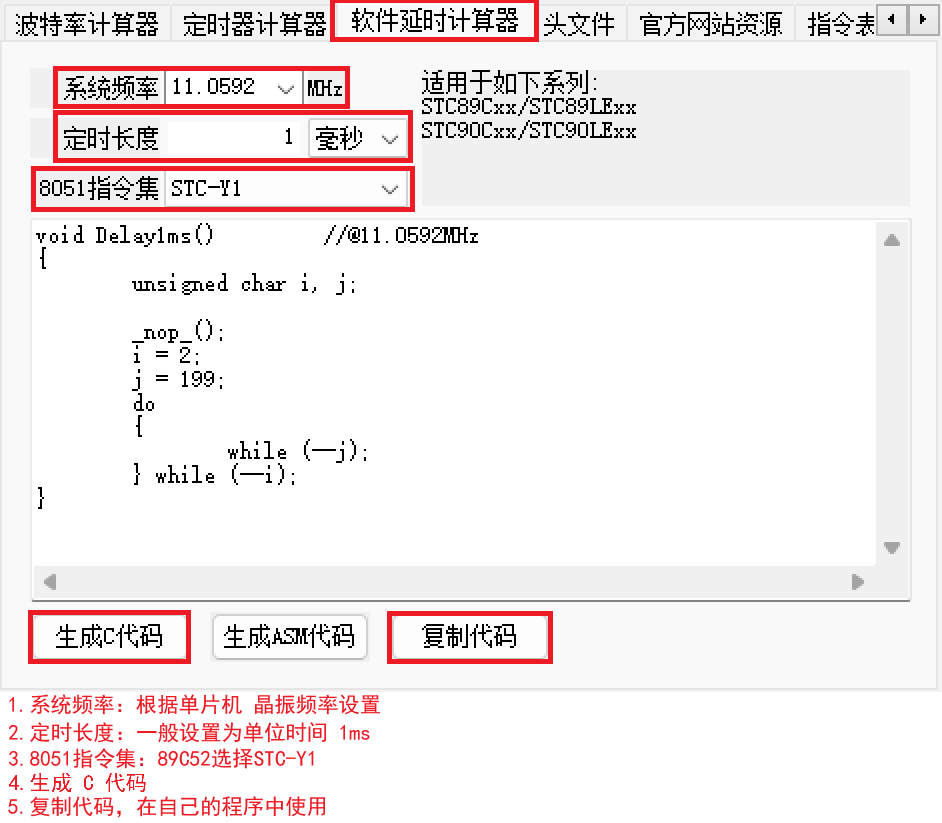 波特率计算器 定时器计算器 软件延时计算器 头文件 官方网站资源 指令表
系统频率 11.0592 MHz
定时长度 1 毫秒
8051指令集 STC-Y1
适用于如下系列:
STC89Cxx/STC89LExx
STC90Cxx/STC90LExx
void Delay1ms() //@11.0592MHz
{
unsigned char i, j;
_nop_();
i = 2;
j = 199;
do
{
while (--j);
} while (--i);
}
生成C代码 生成ASM代码 复制代码
1.系统频率：根据单片机 晶振频率设置
2.定时长度：一般设置为单位时间 1ms
3.8051指令集：89C52选择STC-Y1
4.生成 C 代码
5.复制代码，在自己的程序中使用